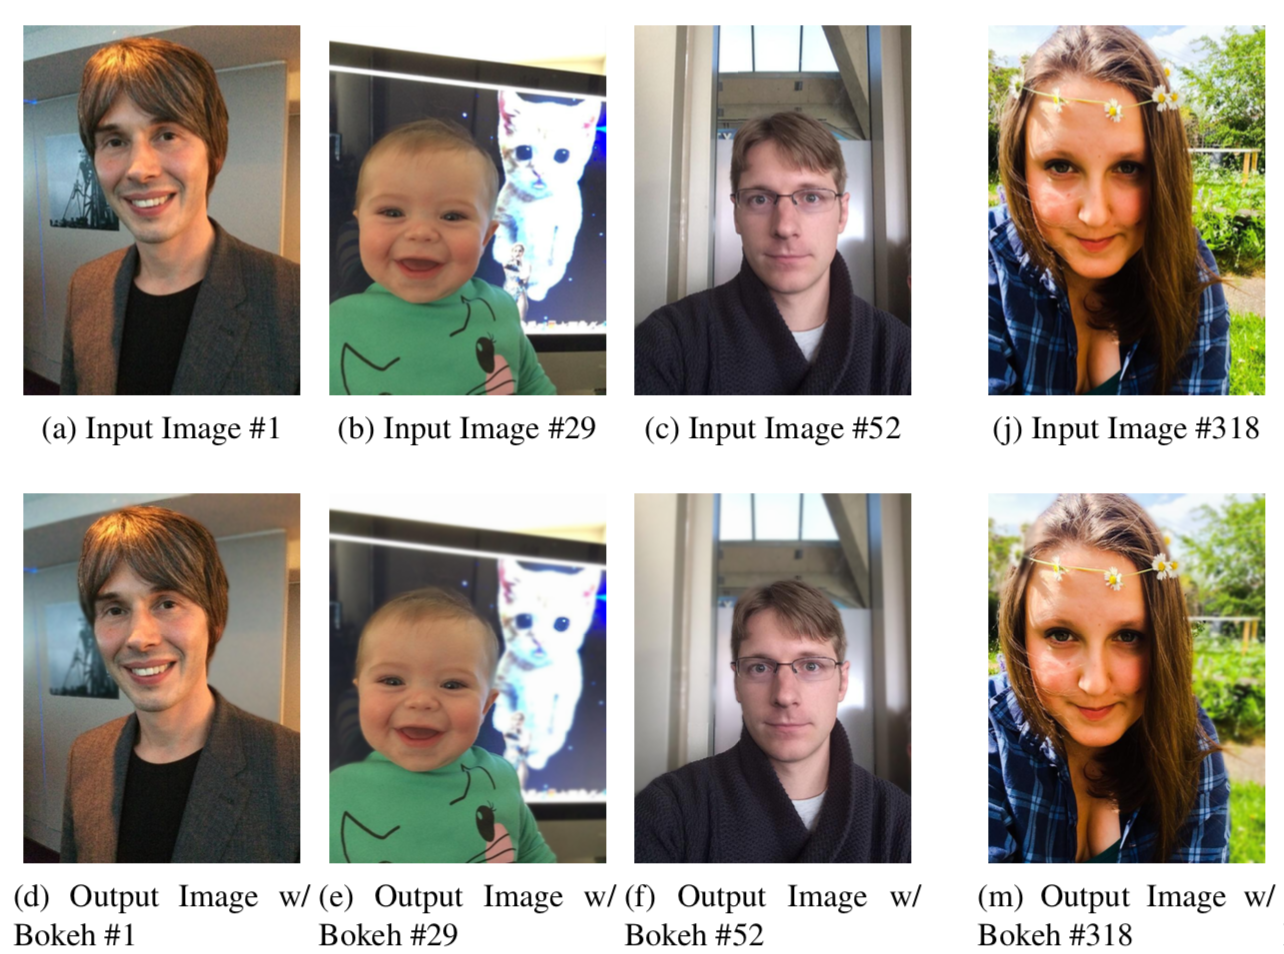 (a) Input Image #1
(b) Input Image #29
(c) Input Image #52
(j) Input Image #318
(d) Output Image w/
Bokeh #1
(e) Output Image w/
Bokeh #29
(f) Output Image w/
Bokeh #52
(m) Output Image w/
Bokeh #318